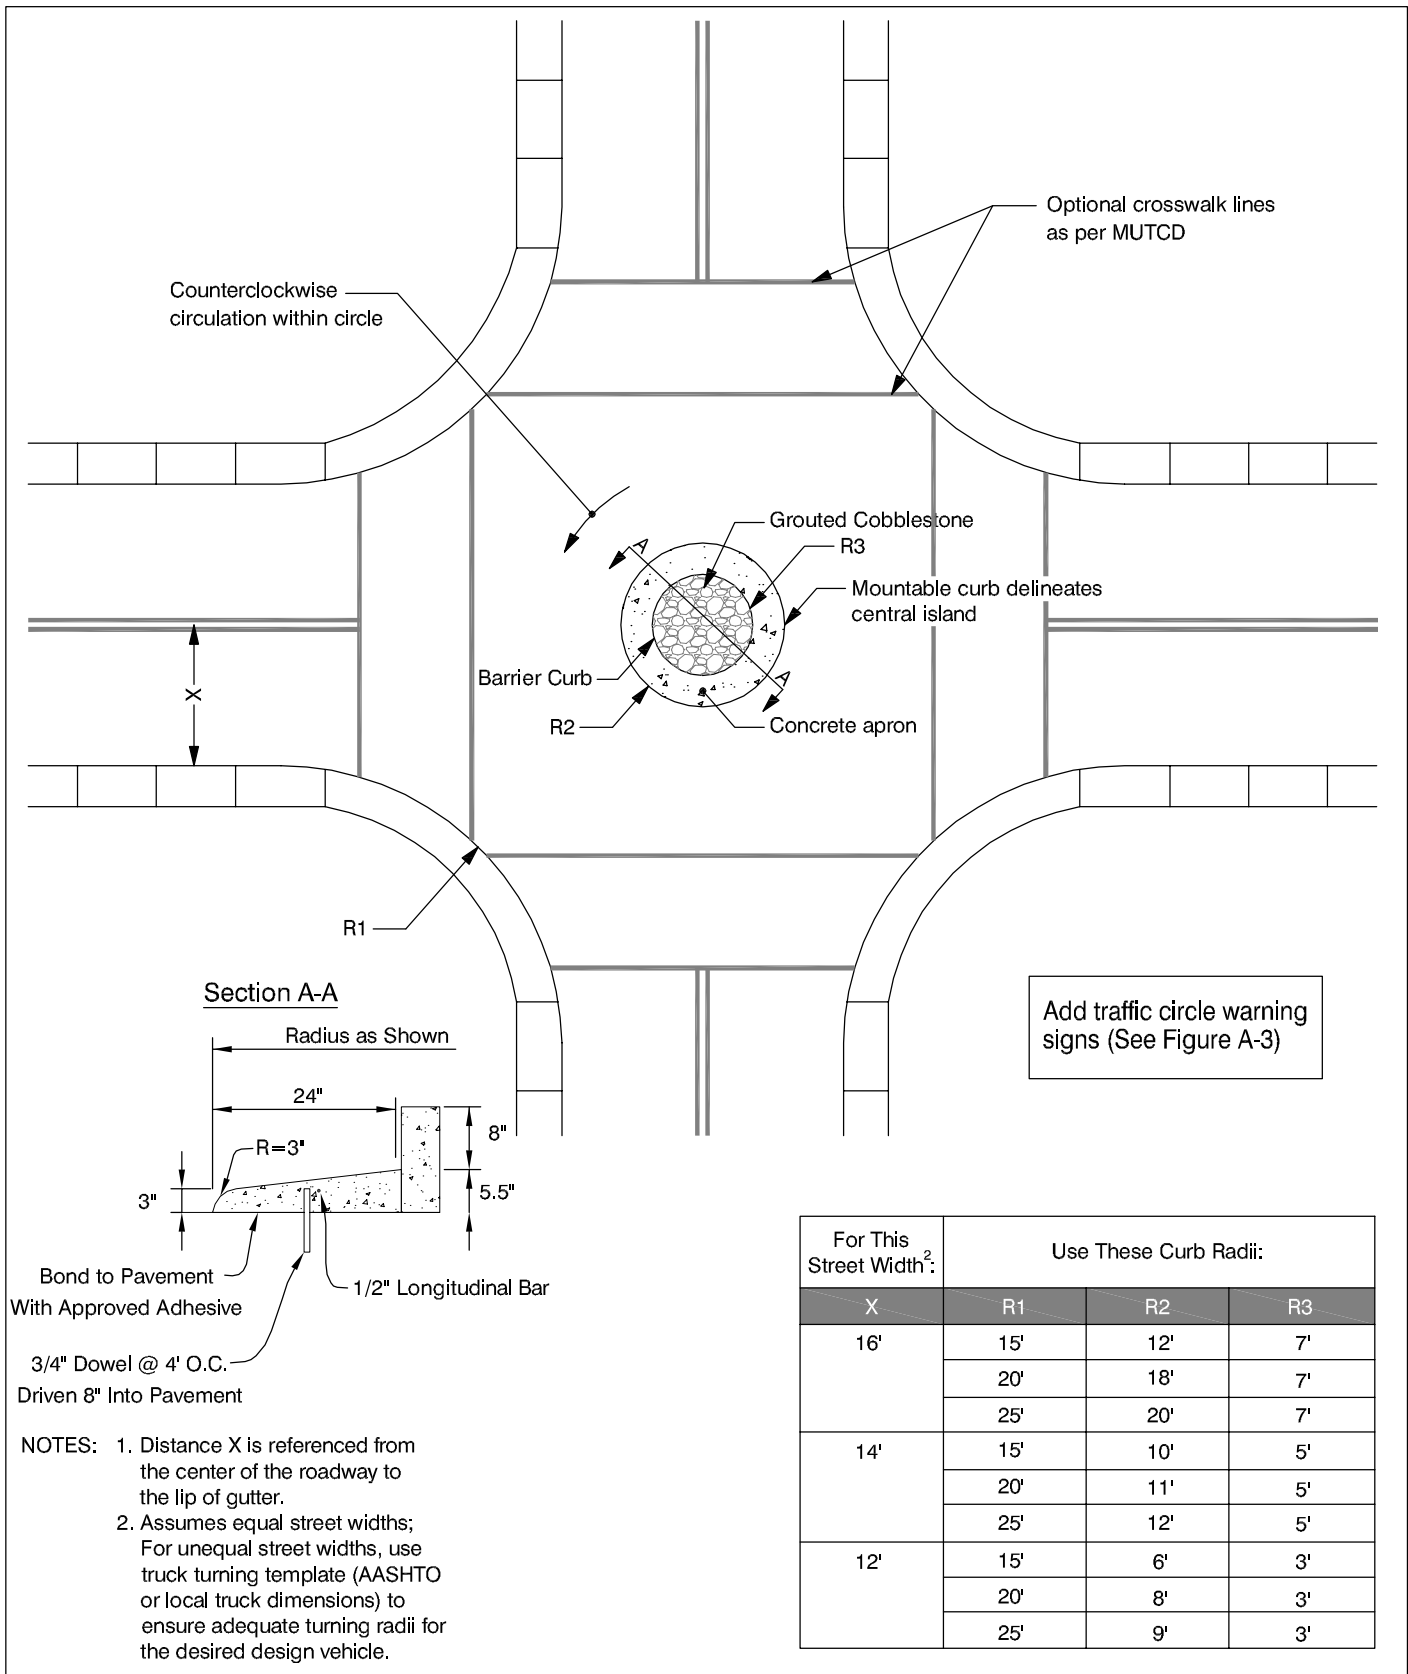 Optional crosswalk lines
as per MUTCD
Counterclockwise
circulation within circle
Grouted Cobblestone
A
R3
Mountable curb delineates
central island
X
Barrier Curb
A
R2
Concrete apron
R1
Section A-A
Radius as Shown
24"
R=3"
8"
3"
5.5"
Bond to Pavement
With Approved Adhesive
1/2" Longitudinal Bar
3/4" Dowel @ 4' O.C.
Driven 8" Into Pavement
Add traffic circle warning
signs (See Figure A-3)
NOTES: 1. Distance X is referenced from
the center of the roadway to
the lip of gutter.
2. Assumes equal street widths;
For unequal street widths, use
truck turning template (AASHTO
or local truck dimensions) to
ensure adequate turning radii for
the desired design vehicle.
For This
Street Width²:
Use These Curb Radii:
X R1 R2 R3
16' 15' 12' 7'
20' 18' 7'
25' 20' 7'
14' 15' 10' 5'
20' 11' 5'
25' 12' 5'
12' 15' 6' 3'
20' 8' 3'
25' 9' 3'